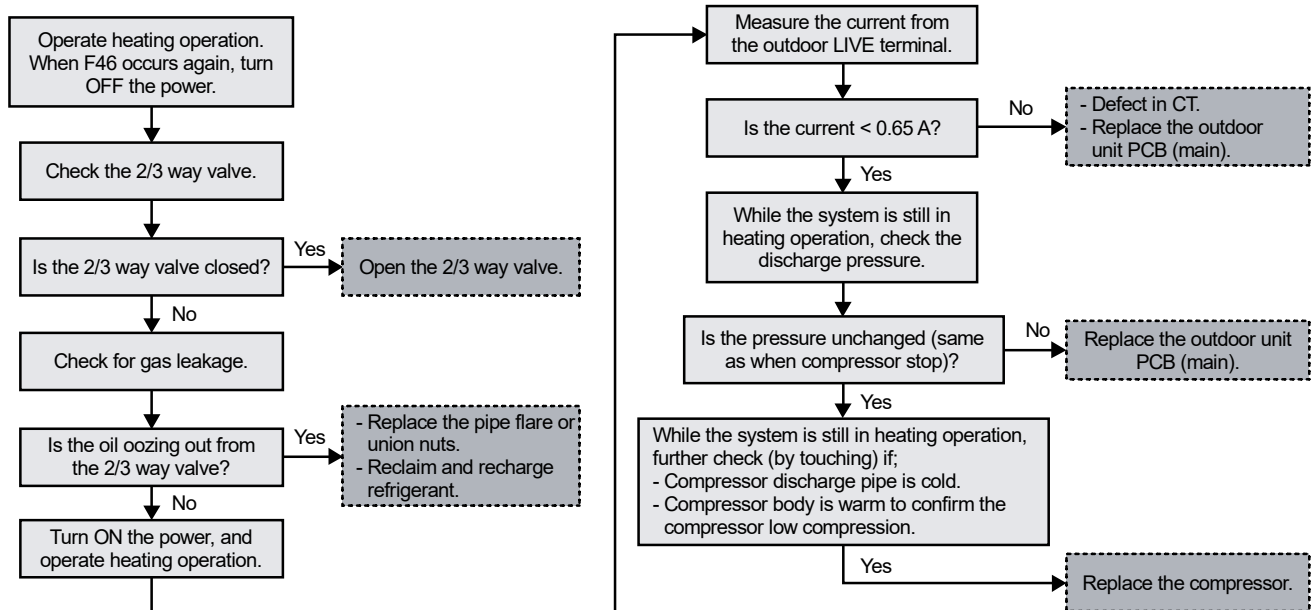 Operate heating operation.
When F46 occurs again, turn
OFF the power.
Check the 2/3 way valve.
Is the 2/3 way valve closed?
Yes
Open the 2/3 way valve.
No
Check for gas leakage.
Is the oil oozing out from
the 2/3 way valve?
Yes
- Replace the pipe flare or
union nuts.
- Reclaim and recharge
refrigerant.
No
Turn ON the power, and
operate heating operation.
Measure the current from
the outdoor LIVE terminal.
Is the current < 0.65 A?
No
- Defect in CT.
- Replace the outdoor
unit PCB (main).
Yes
While the system is still in
heating operation, check the
discharge pressure.
Is the pressure unchanged (same
as when compressor stop)?
No
Replace the outdoor unit
PCB (main).
Yes
While the system is still in heating operation,
further check (by touching) if;
- Compressor discharge pipe is cold.
- Compressor body is warm to confirm the
compressor low compression.
Yes
Replace the compressor.